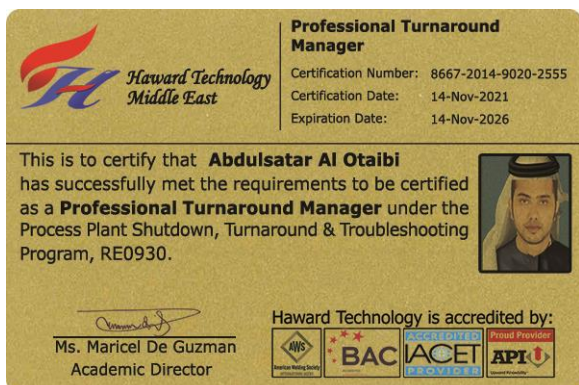 Haward Technology
Middle East
Professional Turnaround
Manager
Certification Number: 8667-2014-9020-2555
Certification Date: 14-Nov-2021
Expiration Date: 14-Nov-2026
This is to certify that Abdulsatar Al Otaibi
has successfully met the requirements to be certified
as a Professional Turnaround Manager under the
Process Plant Shutdown, Turnaround & Troubleshooting
Program, RE0930.
Ms. Maricel De Guzman
Academic Director
Haward Technology is accredited by:
AWS
American Welding Society
BAC
ACCREDITED
IACET
PROVIDER
Proud Provider
API